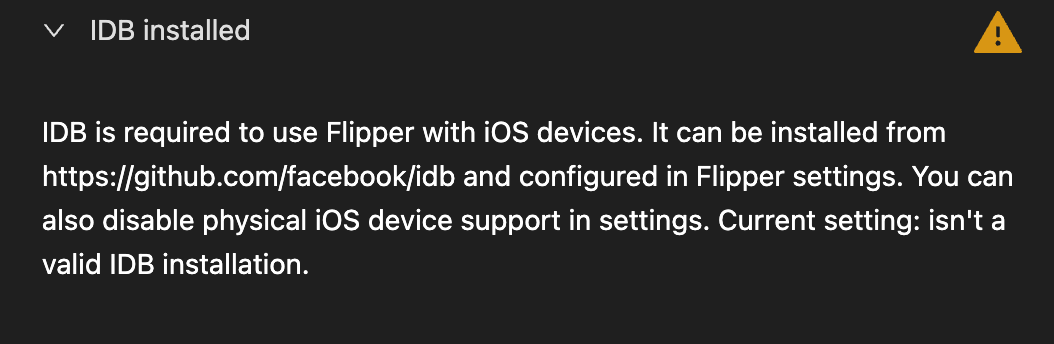 IDB installed
IDB is required to use Flipper with iOS devices. It can be installed from
https://github.com/facebook/idb and configured in Flipper settings. You can
also disable physical iOS device support in settings. Current setting: isn't a
valid IDB installation.